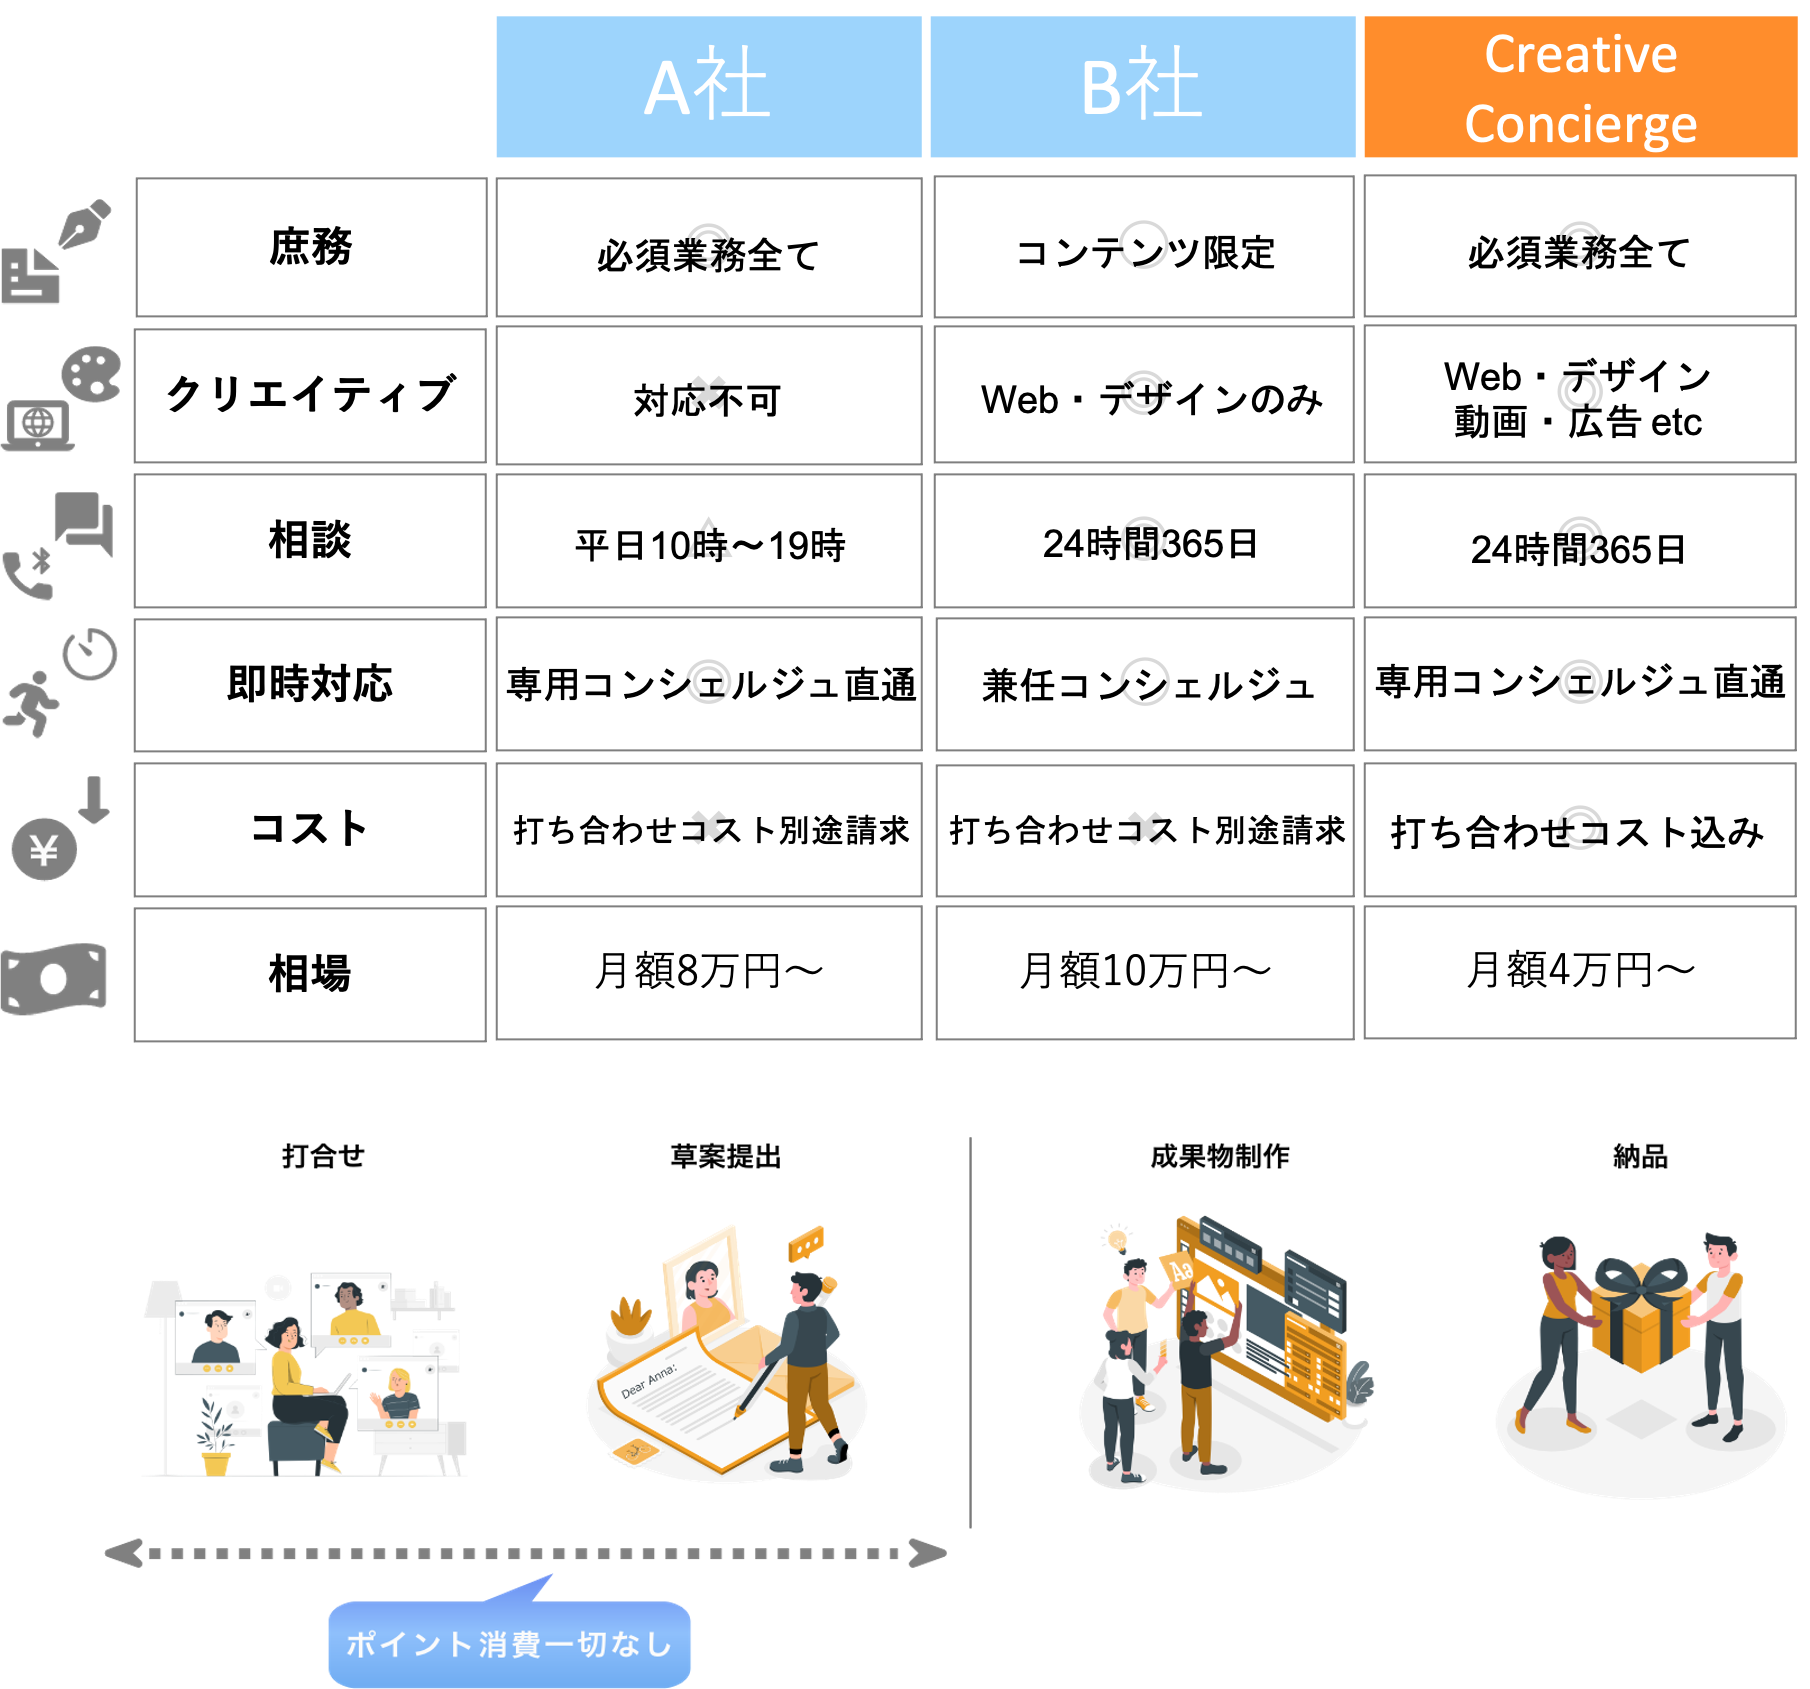 A社
B社
Creative
Concierge
庶務
必須業務全て
コンテンツ限定
必須業務全て
クリエイティブ
対応不可
Web・デザインのみ
Web・デザイン
動画・広告 etc
相談
平日10時〜19時
24時間365日
24時間365日
即時対応
専用コンシェルジュ直通
兼任コンシェルジュ
専用コンシェルジュ直通
コスト
打ち合わせコスト別途請求
打ち合わせコスト別途請求
打ち合わせコスト込み
相場
月額8万円〜
月額10万円〜
月額4万円〜
打合せ
草案提出
成果物制作
納品
Dear Anna:
Aa
ポイント消費一切なし